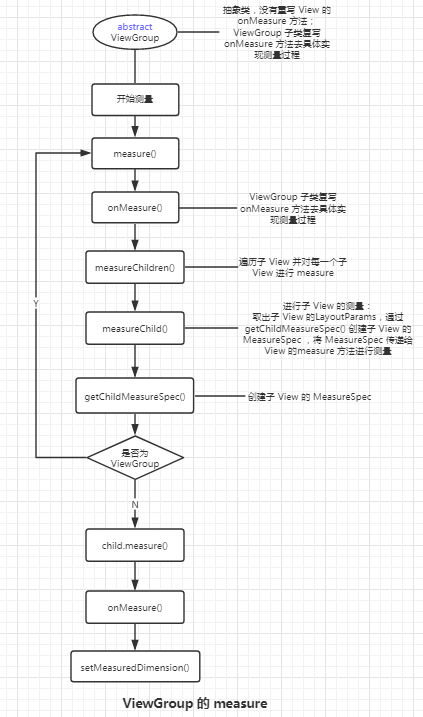 abstract
ViewGroup
抽象类，没有重写 View 的
onMeasure 方法；
ViewGroup 子类复写
onMeasure 方法去具体实
现测量过程
开始测量
measure()
onMeasure()
ViewGroup 子类复写
onMeasure 方法去具体实
现测量过程
measureChildren()
遍历子 View 并对每一个子
View 进行 measure
measureChild()
进行子 View 的测量：
取出子 View 的LayoutParams，通过
getChildMeasureSpec() 创建子 View 的
MeasureSpec ，将 MeasureSpec 传递给
View 的measure 方法进行测量
getChildMeasureSpec()
创建子 View 的 MeasureSpec
Y
是否为
ViewGroup
N
child.measure()
onMeasure()
setMeasuredDimension()
ViewGroup 的 measure